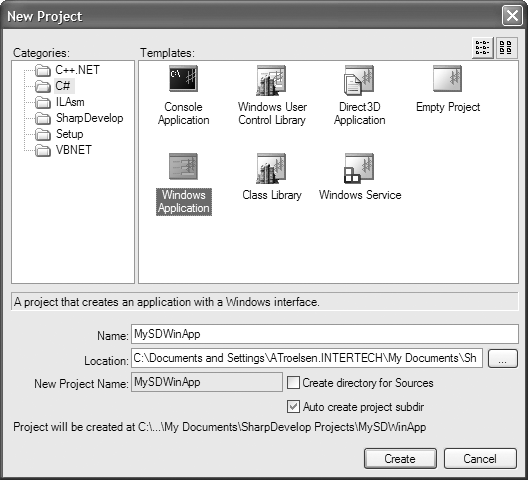 New Project
Categories:
Templates:
C++.NET
C#
ILAsm
SharpDevelop
Setup
VBNET
C:\
Console
Application
Windows User
Control Library
Direct3D
Application
Empty Project
Windows
Application
Class Library
Windows Service
A project that creates an application with a Windows interface.
Name: MySDWinApp
Location: C:\Documents and Settings\ATroelsen.INTERTECH\My Documents\Sh ...
New Project Name: MySDWinApp Create directory for Sources
Auto create project subdir
Project will be created at C:\...\My Documents\SharpDevelop Projects\MySDWinApp
Create Cancel